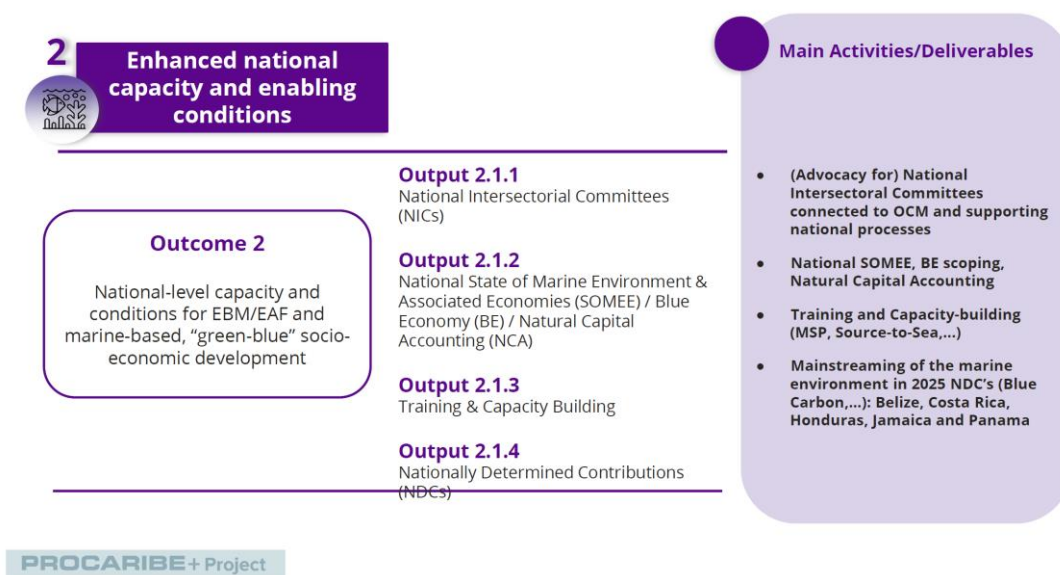 2
Enhanced national
capacity and enabling
conditions
Outcome 2
National-level capacity and
conditions for EBM/EAF and
marine-based, “green-blue” socio-
economic development
Output 2.1.1
National Intersectorial Committees
(NICs)
Output 2.1.2
National State of Marine Environment &
Associated Economies (SOMEE) / Blue
Economy (BE) / Natural Capital
Accounting (NCA)
Output 2.1.3
Training & Capacity Building
Output 2.1.4
Nationally Determined Contributions
(NDCs)
Main Activities/Deliverables
● (Advocacy for) National
Intersectoral Committees
connected to OCM and supporting
national processes
● National SOMEE, BE scoping,
Natural Capital Accounting
● Training and Capacity-building
(MSP, Source-to-Sea,...)
● Mainstreaming of the marine
environment in 2025 NDC’s (Blue
Carbon,...): Belize, Costa Rica,
Honduras, Jamaica and Panama
PROCARIBE+ Project